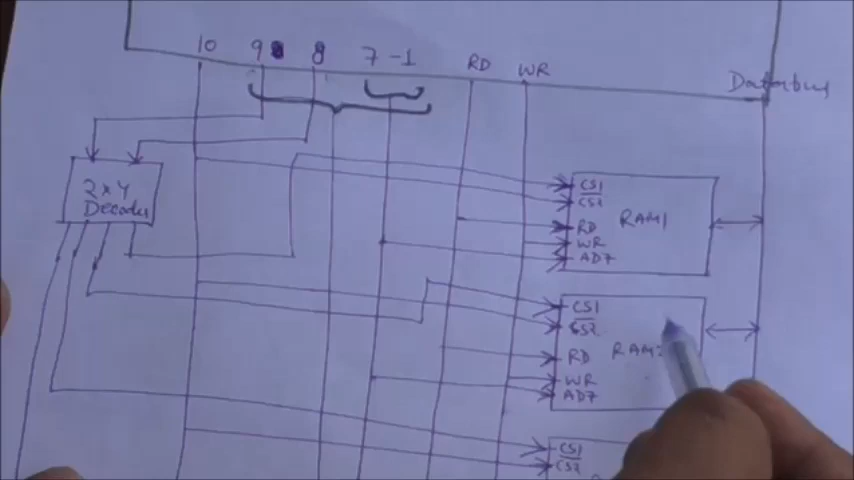 10 9 8 7-1 RD WR
Databus
2x4
Decoder
CS1
CS2
RD RAM1
WR
AD7
CS1
CS2
RD
WR
AD7
CS1
CS2